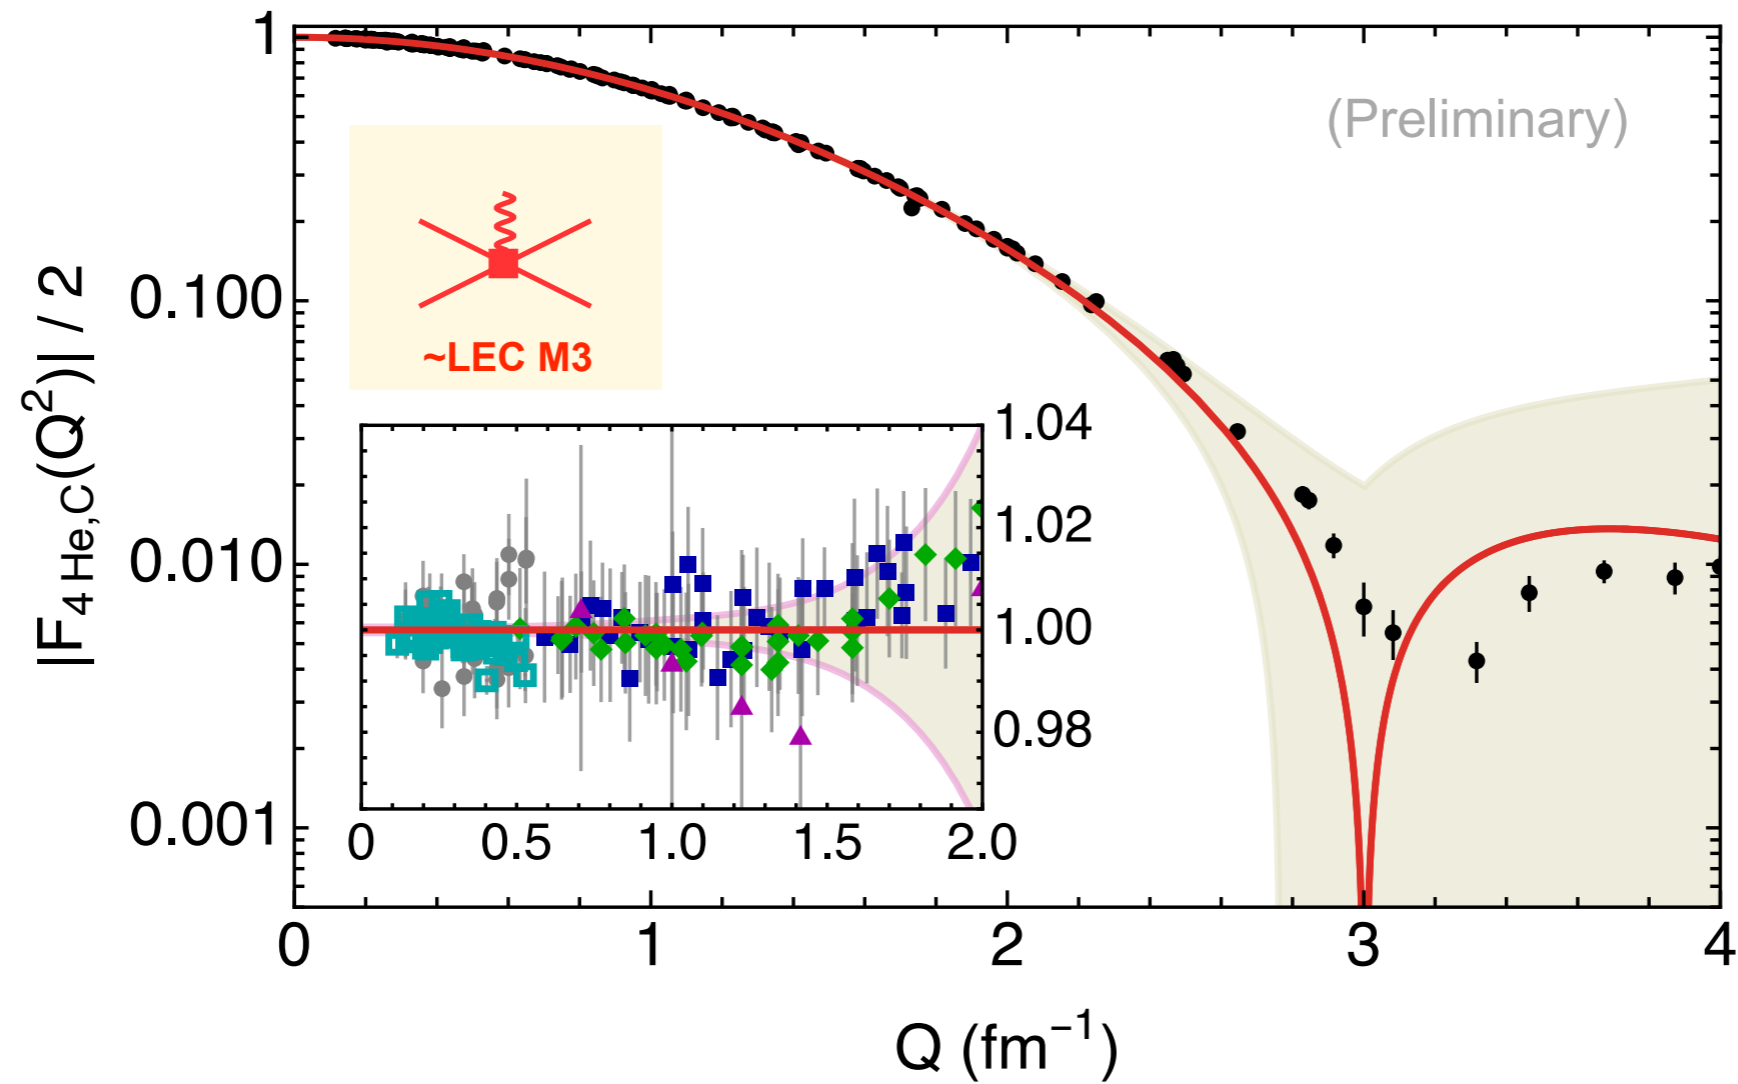 |F₄ He,C(Q²)| / 2
1
0.100
0.010
0.001
(Preliminary)
~LEC M3
1.04
1.02
1.00
0.98
0 0.5 1.0 1.5 2.0
0 1 2 3 4
Q (fm⁻¹)